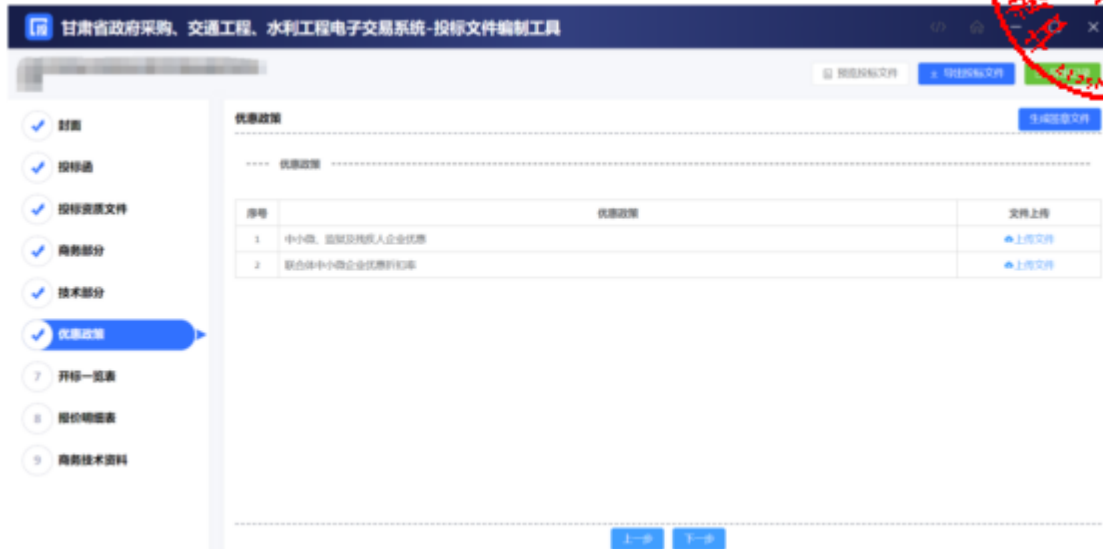 甘肃省政府采购、交通工程、水利工程电子交易系统-投标文件编制工具
预览投标文件
导出投标文件
封面
投标函
投标资质文件
商务部分
技术部分
优惠政策
7 开标一览表
8 报价明细表
9 商务技术资料
优惠政策
生成签章文件
优惠政策
序号 优惠政策 文件上传
1 中小微、监狱及残疾人企业优惠 上传文件
2 联合体中小微企业优惠折扣率 上传文件
上一步 下一步